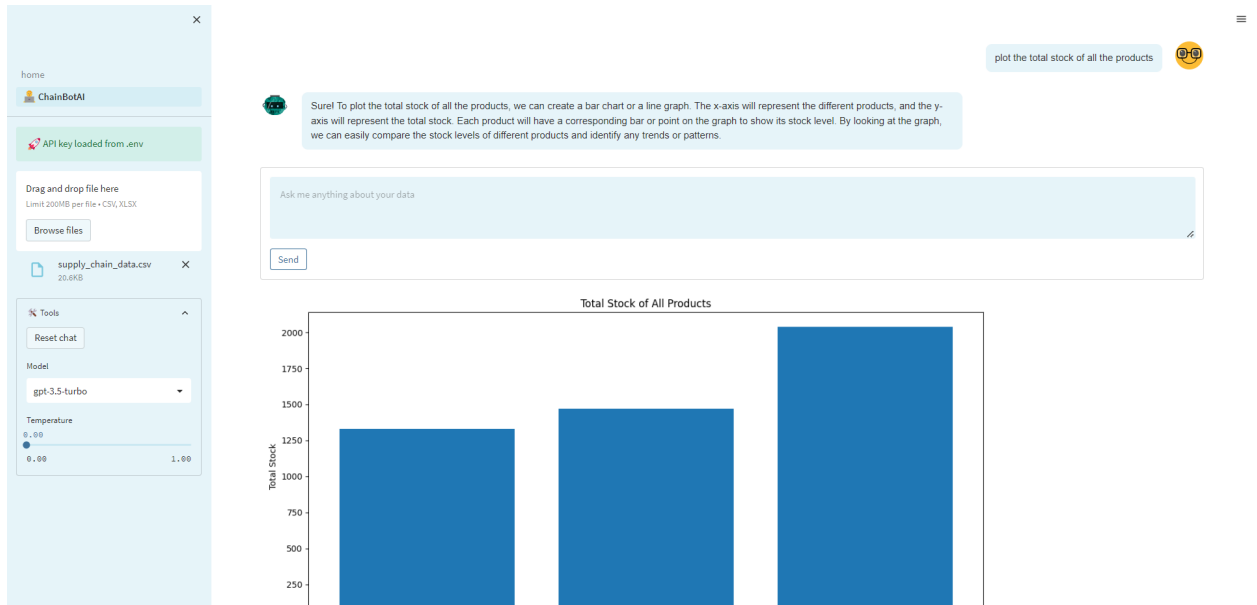 home
ChainBotAI
API key loaded from .env
Drag and drop file here
Limit 200MB per file • CSV, XLSX
Browse files
supply_chain_data.csv
20.6KB
Tools
Reset chat
Model
gpt-3.5-turbo
Temperature
0.00
0.00 1.00
plot the total stock of all the products
Sure! To plot the total stock of all the products, we can create a bar chart or a line graph. The x-axis will represent the different products, and the y-
axis will represent the total stock. Each product will have a corresponding bar or point on the graph to show its stock level. By looking at the graph,
we can easily compare the stock levels of different products and identify any trends or patterns.
Ask me anything about your data
Send
Total Stock of All Products
Total Stock
2000
1750
1500
1250
1000
750
500
250